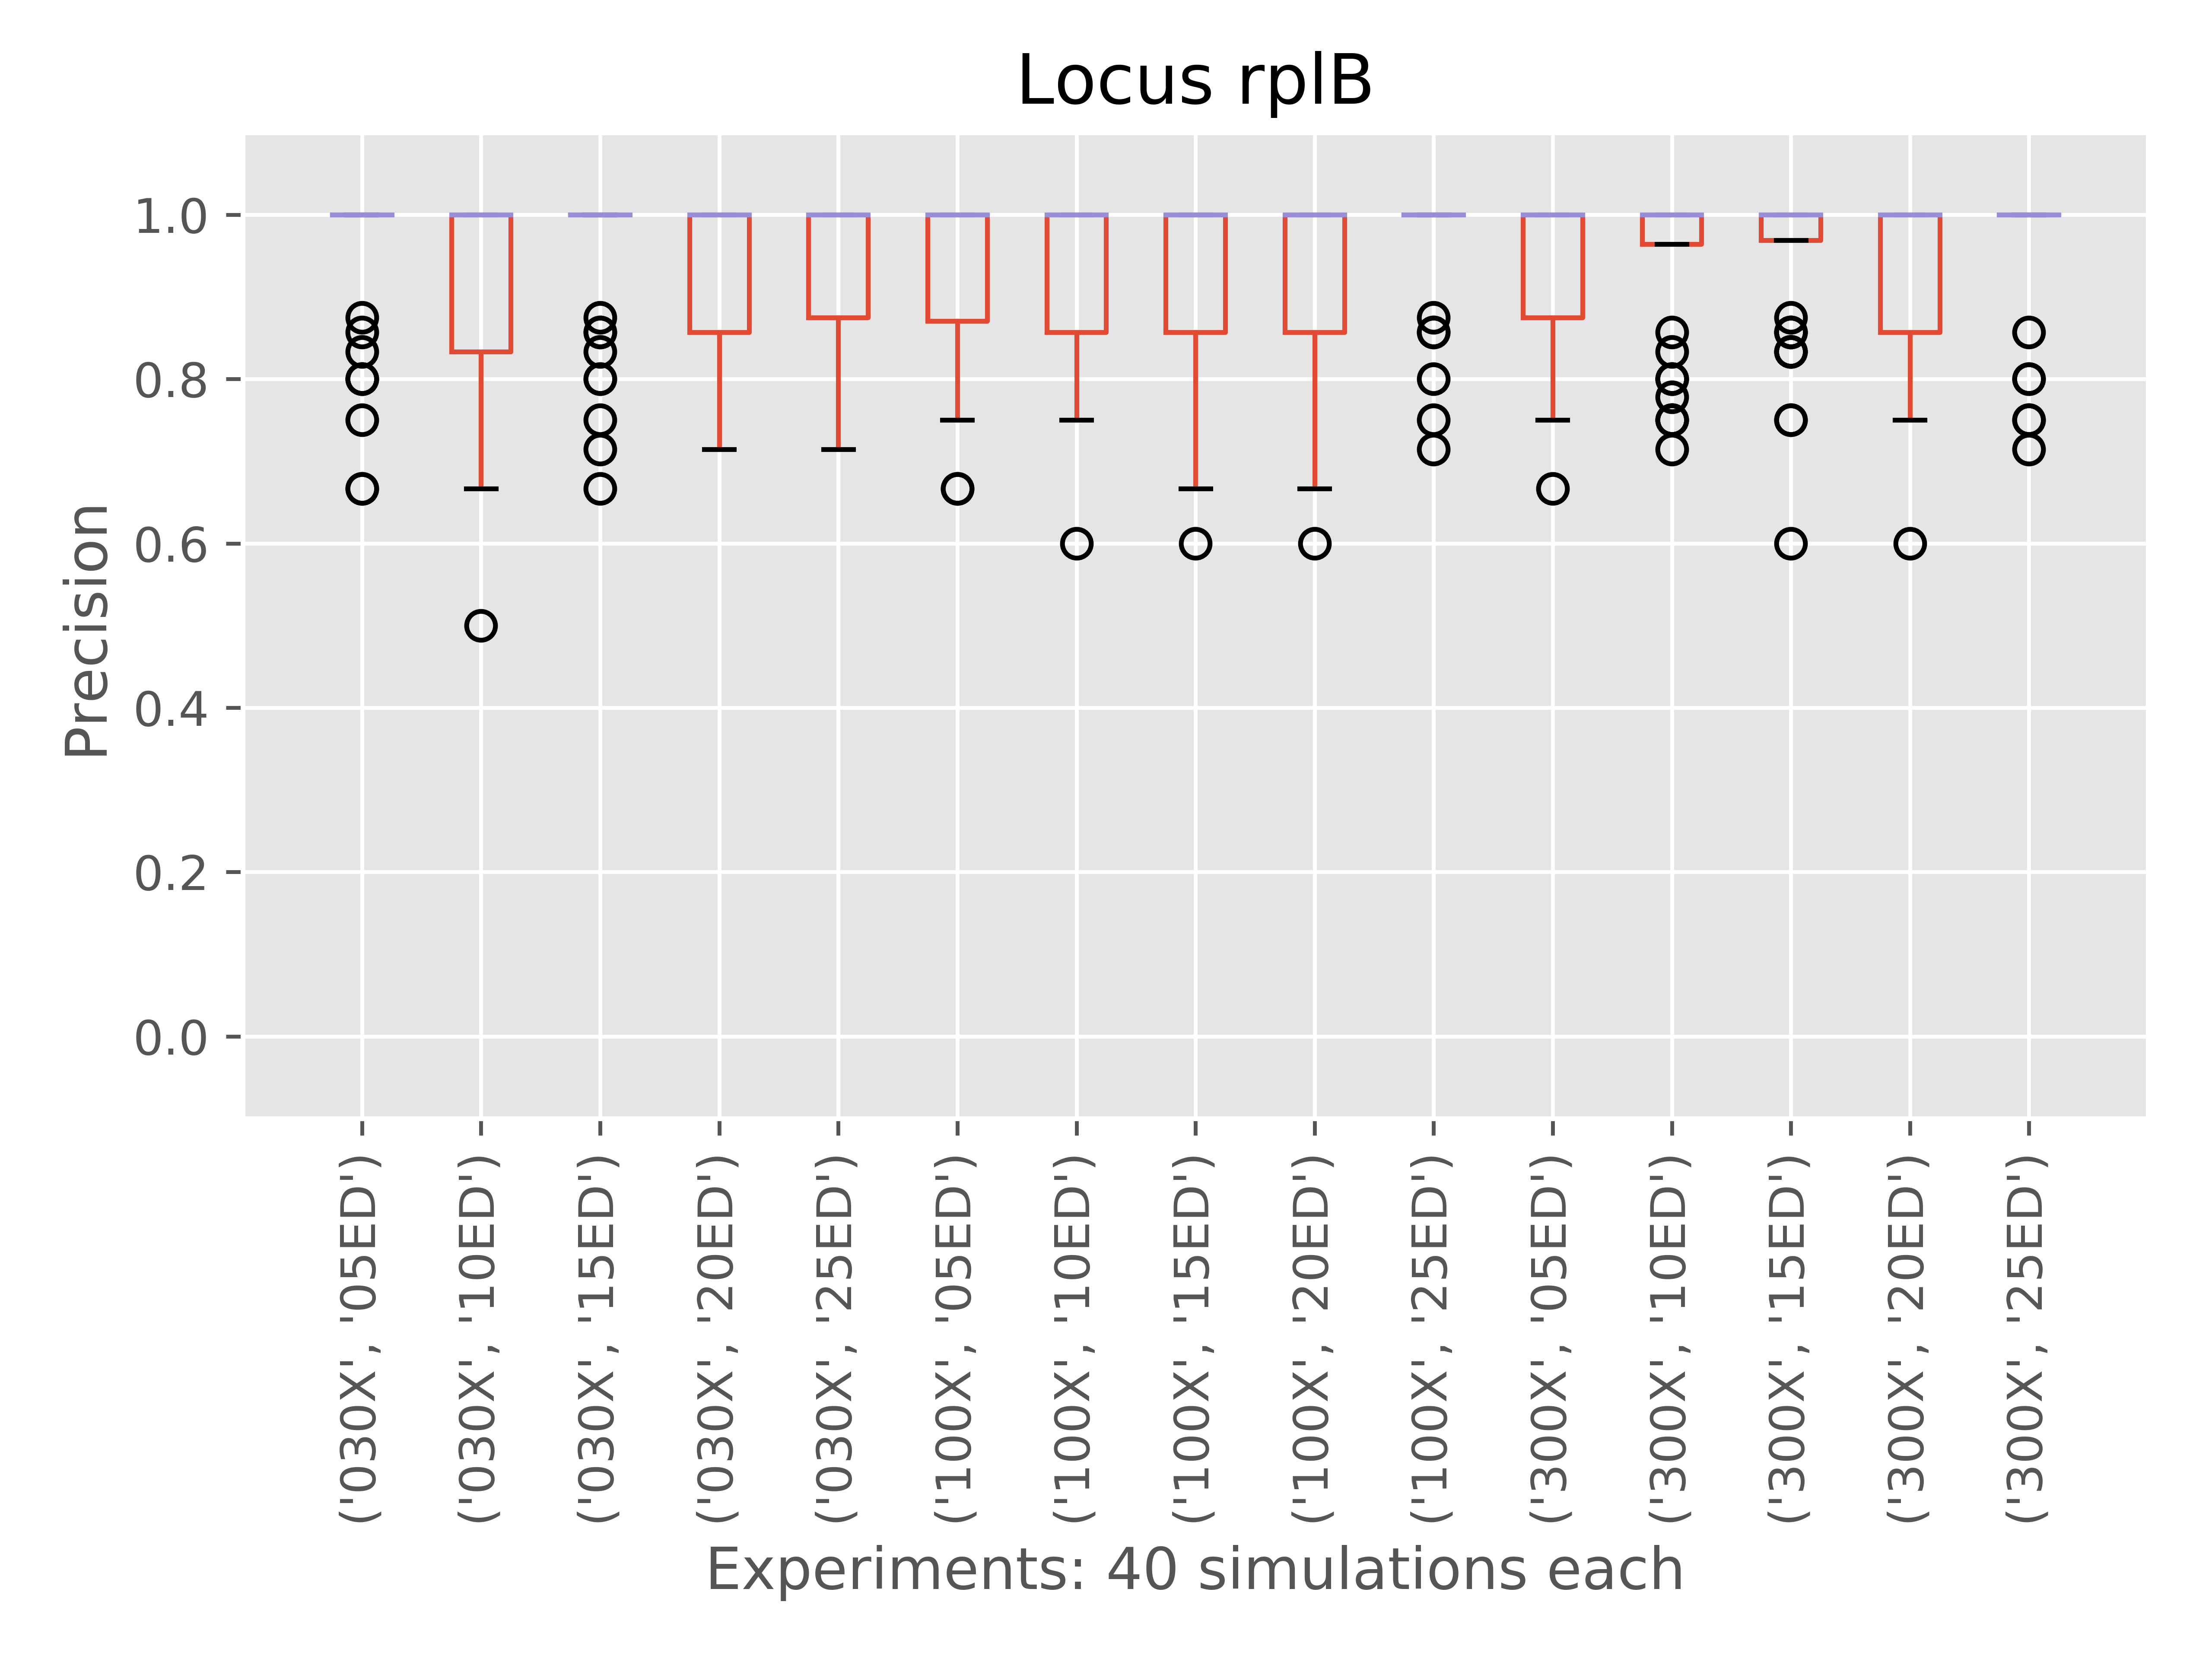 Locus rplB
Precision
1.0
0.8
0.6
0.4
0.2
0.0
('030X', '05ED')
('030X', '10ED')
('030X', '15ED')
('030X', '20ED')
('030X', '25ED')
('100X', '05ED')
('100X', '10ED')
('100X', '15ED')
('100X', '20ED')
('100X', '25ED')
('300X', '05ED')
('300X', '10ED')
('300X', '15ED')
('300X', '20ED')
('300X', '25ED')
Experiments: 40 simulations each